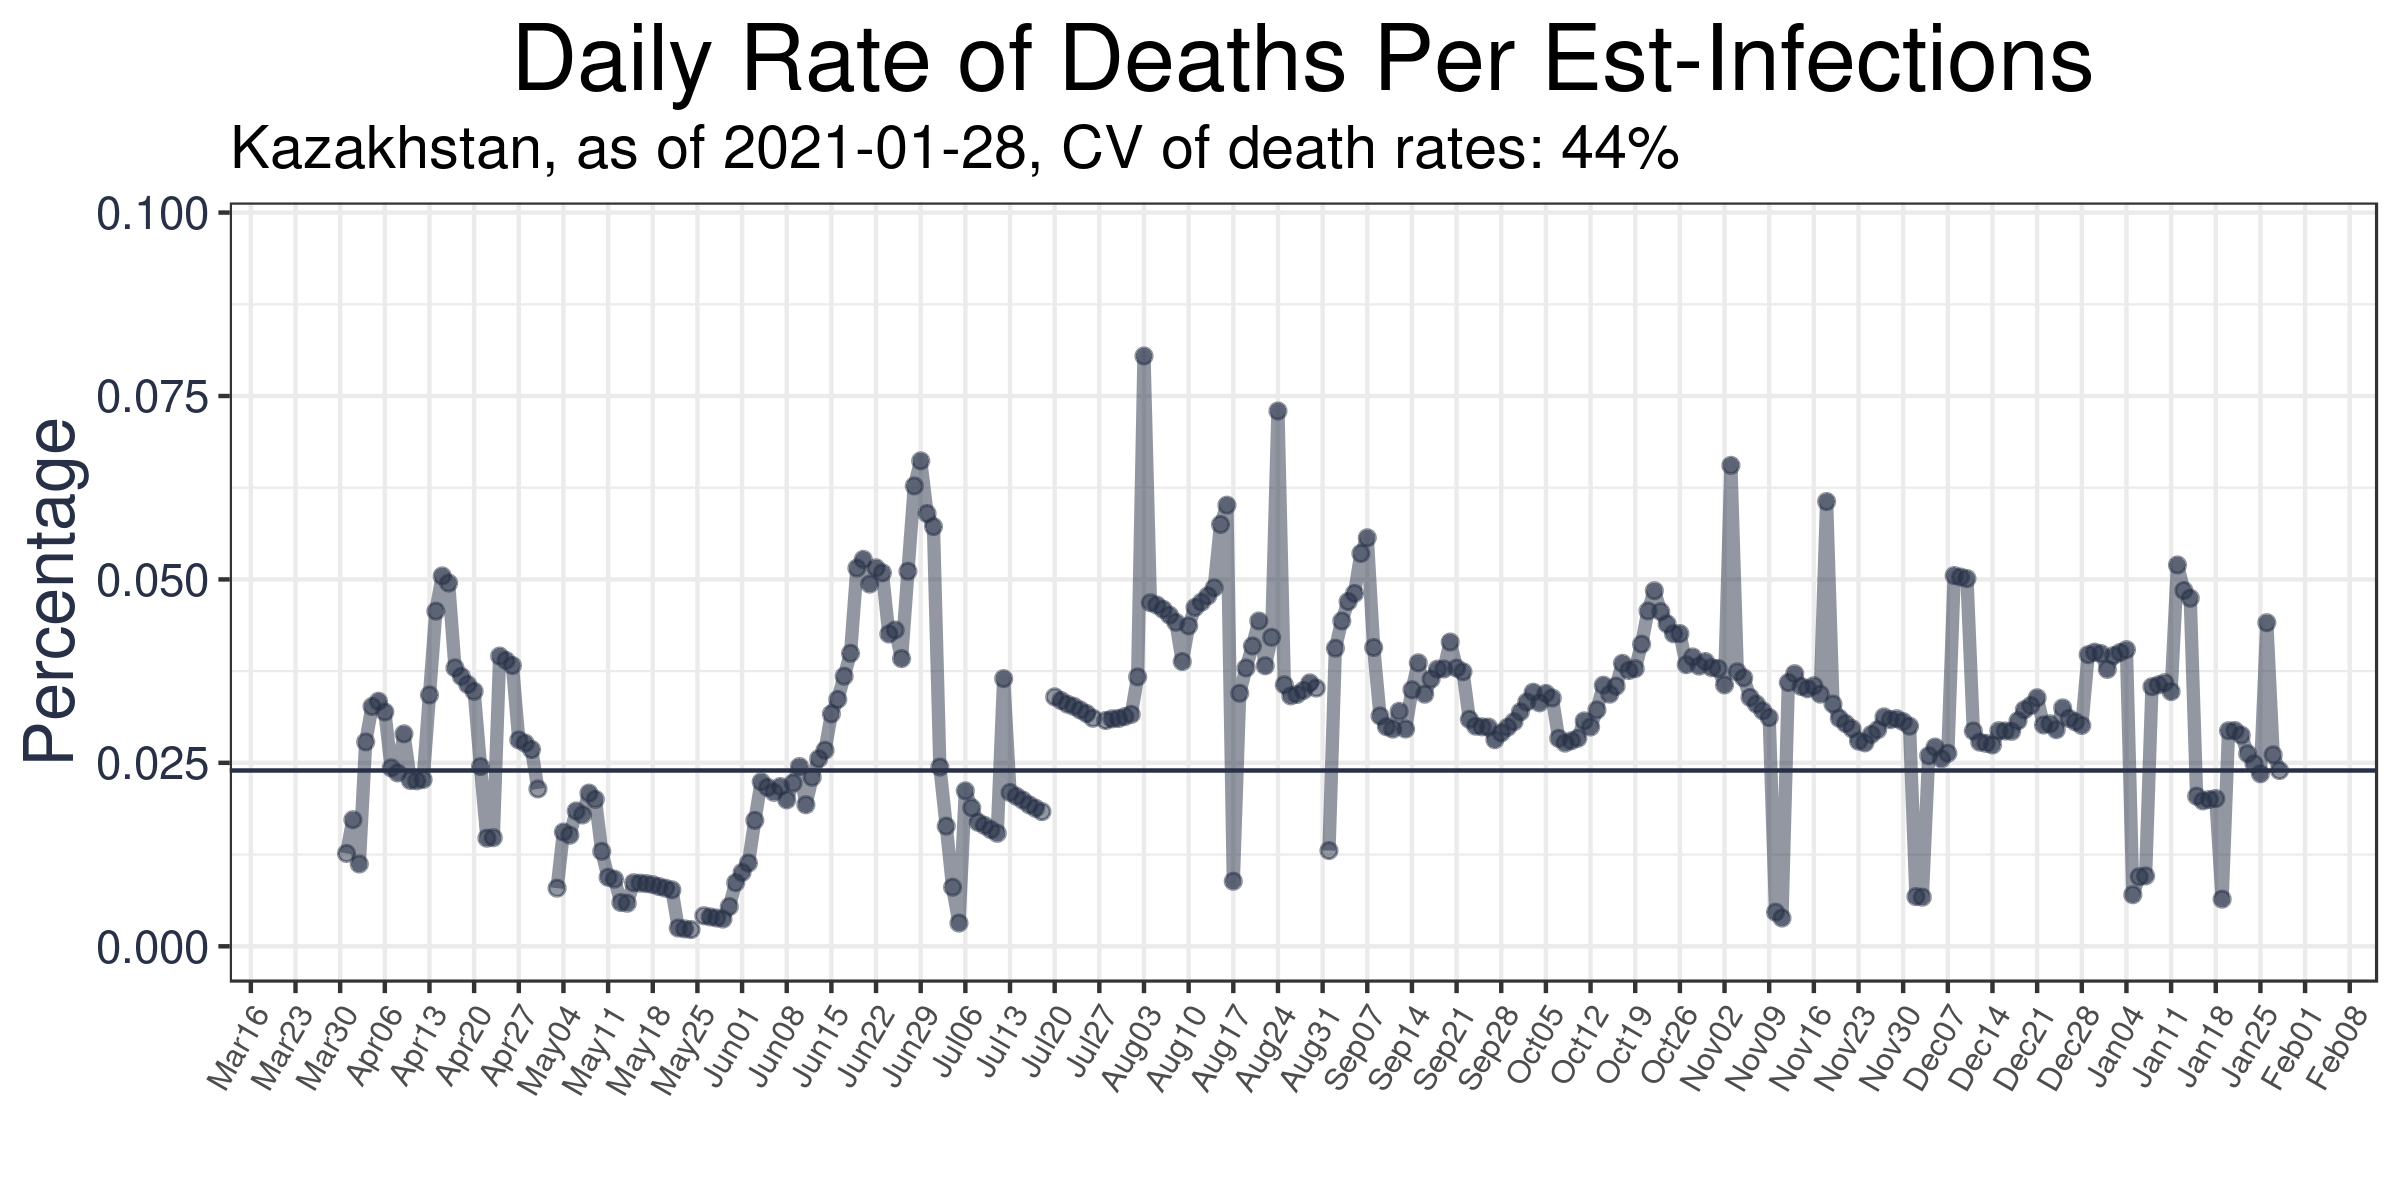 Daily Rate of Deaths Per Est-Infections
Kazakhstan, as of 2021-01-28, CV of death rates: 44%
Percentage
0.100
0.075
0.050
0.025
0.000
Mar16
Mar23
Mar30
Apr06
Apr13
Apr20
Apr27
May04
May11
May18
May25
Jun01
Jun08
Jun15
Jun22
Jun29
Jul06
Jul13
Jul20
Jul27
Aug03
Aug10
Aug17
Aug24
Aug31
Sep07
Sep14
Sep21
Sep28
Oct05
Oct12
Oct19
Oct26
Nov02
Nov09
Nov16
Nov23
Nov30
Dec07
Dec14
Dec21
Dec28
Jan04
Jan11
Jan18
Jan25
Feb01
Feb08